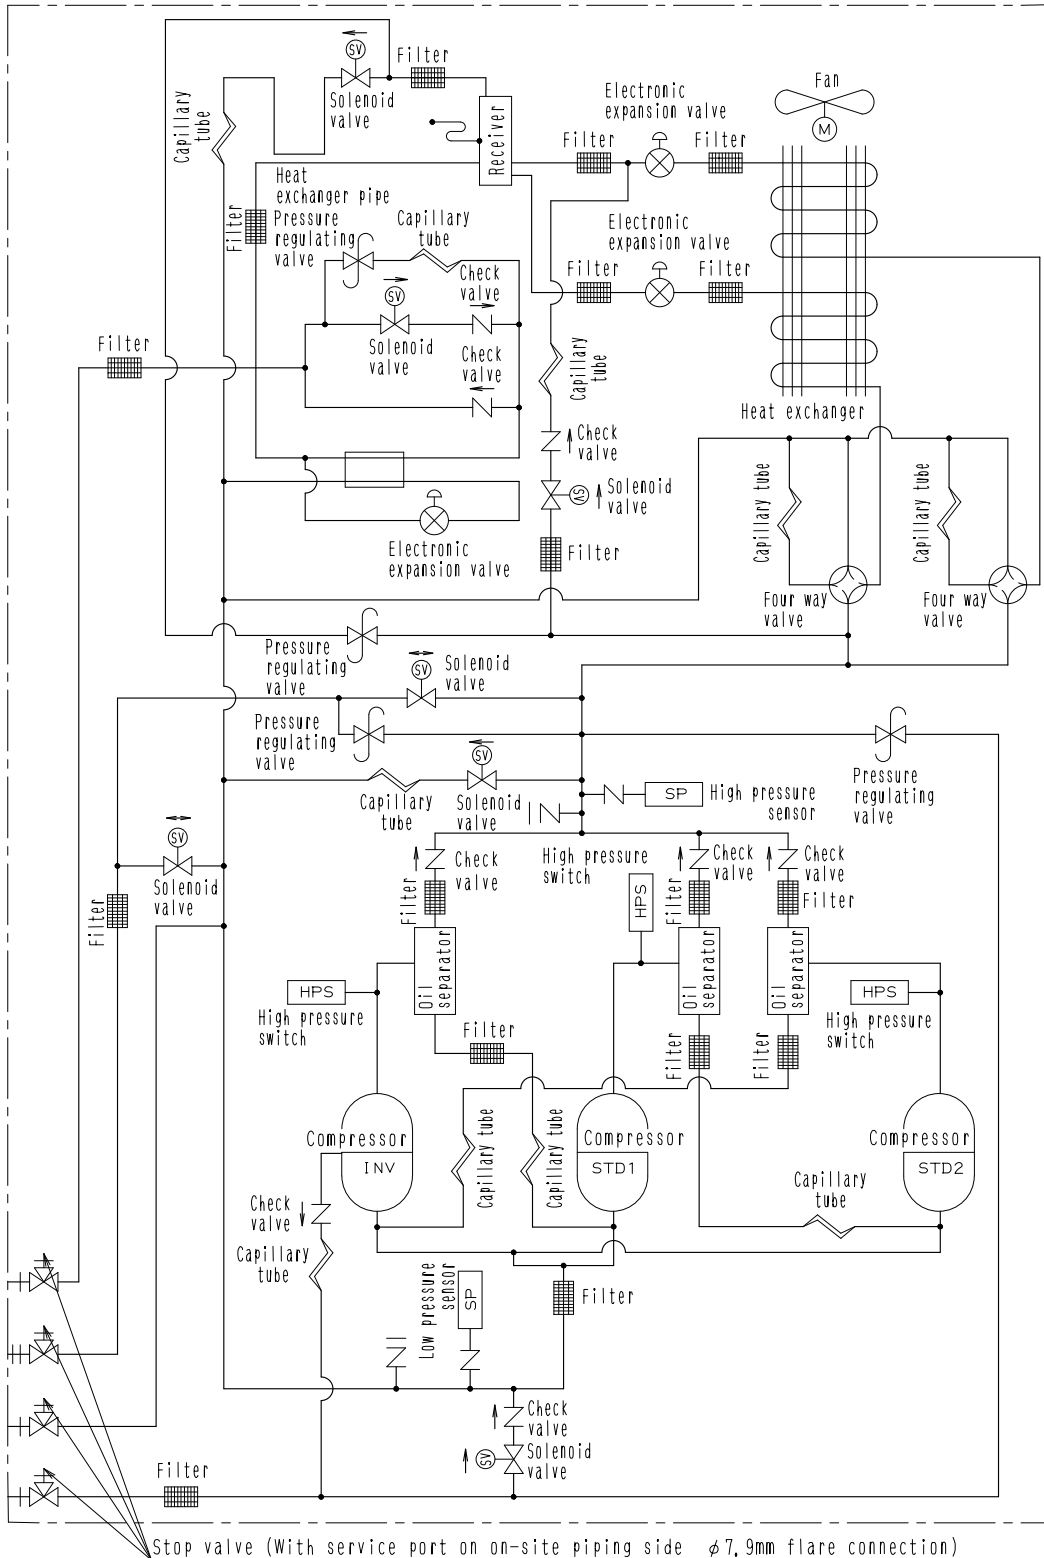 SV
Filter
Solenoid
valve
Capillary
tube
Receiver
Electronic
expansion valve
Fan
M
Filter
Filter
Heat
exchanger pipe
Filter
Pressure
regulating
valve
Capillary
tube
Electronic
expansion valve
Check
valve
SV
Filter
Filter
Solenoid
valve
Check
valve
Filter
Capillary
tube
Heat exchanger
Check
valve
Capillary tube
Capillary tube
SV
Solenoid
valve
Electronic
expansion valve
Filter
Four way
valve
Four way
valve
Pressure
regulating
valve
SV
Solenoid
valve
Pressure
regulating
valve
SV
Capillary
tube
Solenoid
valve
SP
High pressure
sensor
Pressure
regulating
valve
SV
Solenoid
valve
Filter
Check
valve
High pressure
switch
Check
valve
Check
valve
Filter
HPS
Filter
Filter
Oil
separator
Oil
separator
Oil
separator
HPS
High pressure
switch
HPS
High pressure
switch
Filter
Filter
Filter
Compressor
INV
Capillary tube
Capillary tube
Compressor
STD1
Compressor
STD2
Capillary
tube
Check
valve
Capillary
tube
Low pressure
sensor
SP
Filter
Check
valve
SV
Solenoid
valve
Filter
Stop valve (With service port on on-site piping side φ7,9mm flare connection)